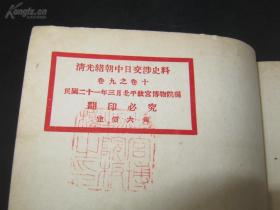 清光緒朝中日交涉史料
卷九之卷十
民國二十一年三月北平故宮博物院編
翻印必究
定價六角